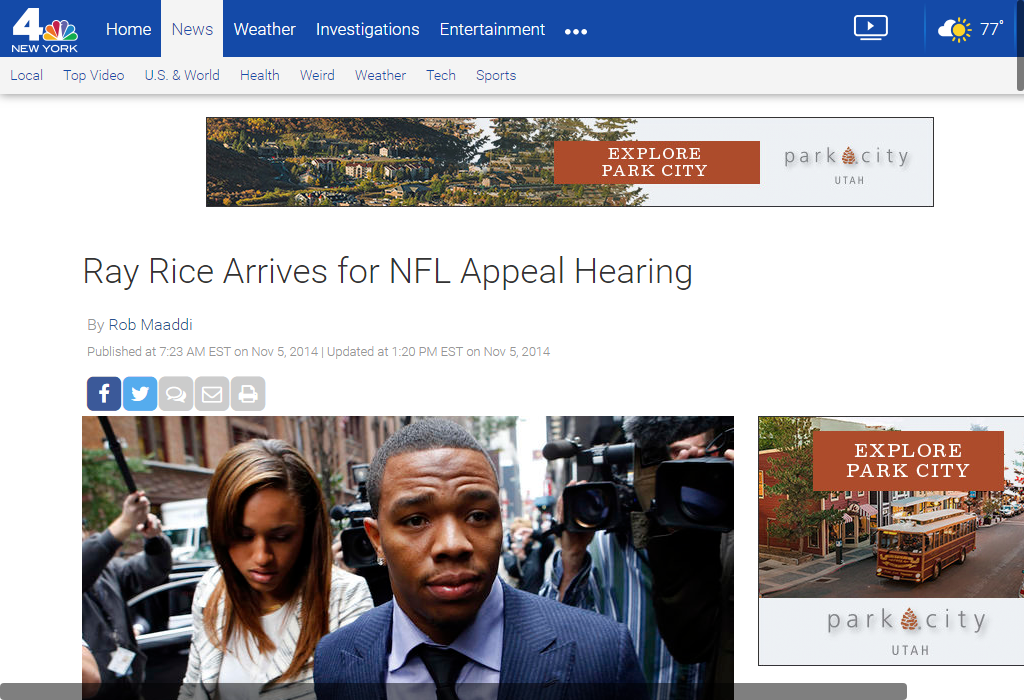 4
NEW YORK
Home News Weather Investigations Entertainment •••
77°
Local Top Video U.S. & World Health Weird Weather Tech Sports
EXPLORE
PARK CITY
park city
UTAH
Ray Rice Arrives for NFL Appeal Hearing
By Rob Maaddi
Published at 7:23 AM EST on Nov 5, 2014 | Updated at 1:20 PM EST on Nov 5, 2014
EXPLORE
PARK CITY
park city
UTAH